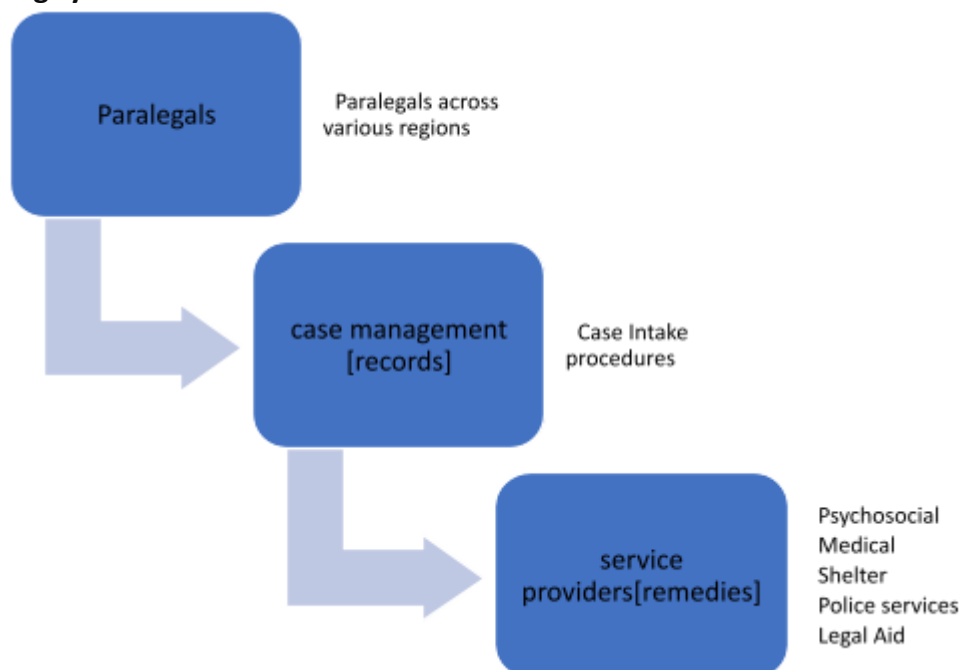 Paralegals
Paralegals across
various regions
case management
[records]
Case Intake
procedures
service
providers[remedies]
Psychosocial
Medical
Shelter
Police services
Legal Aid